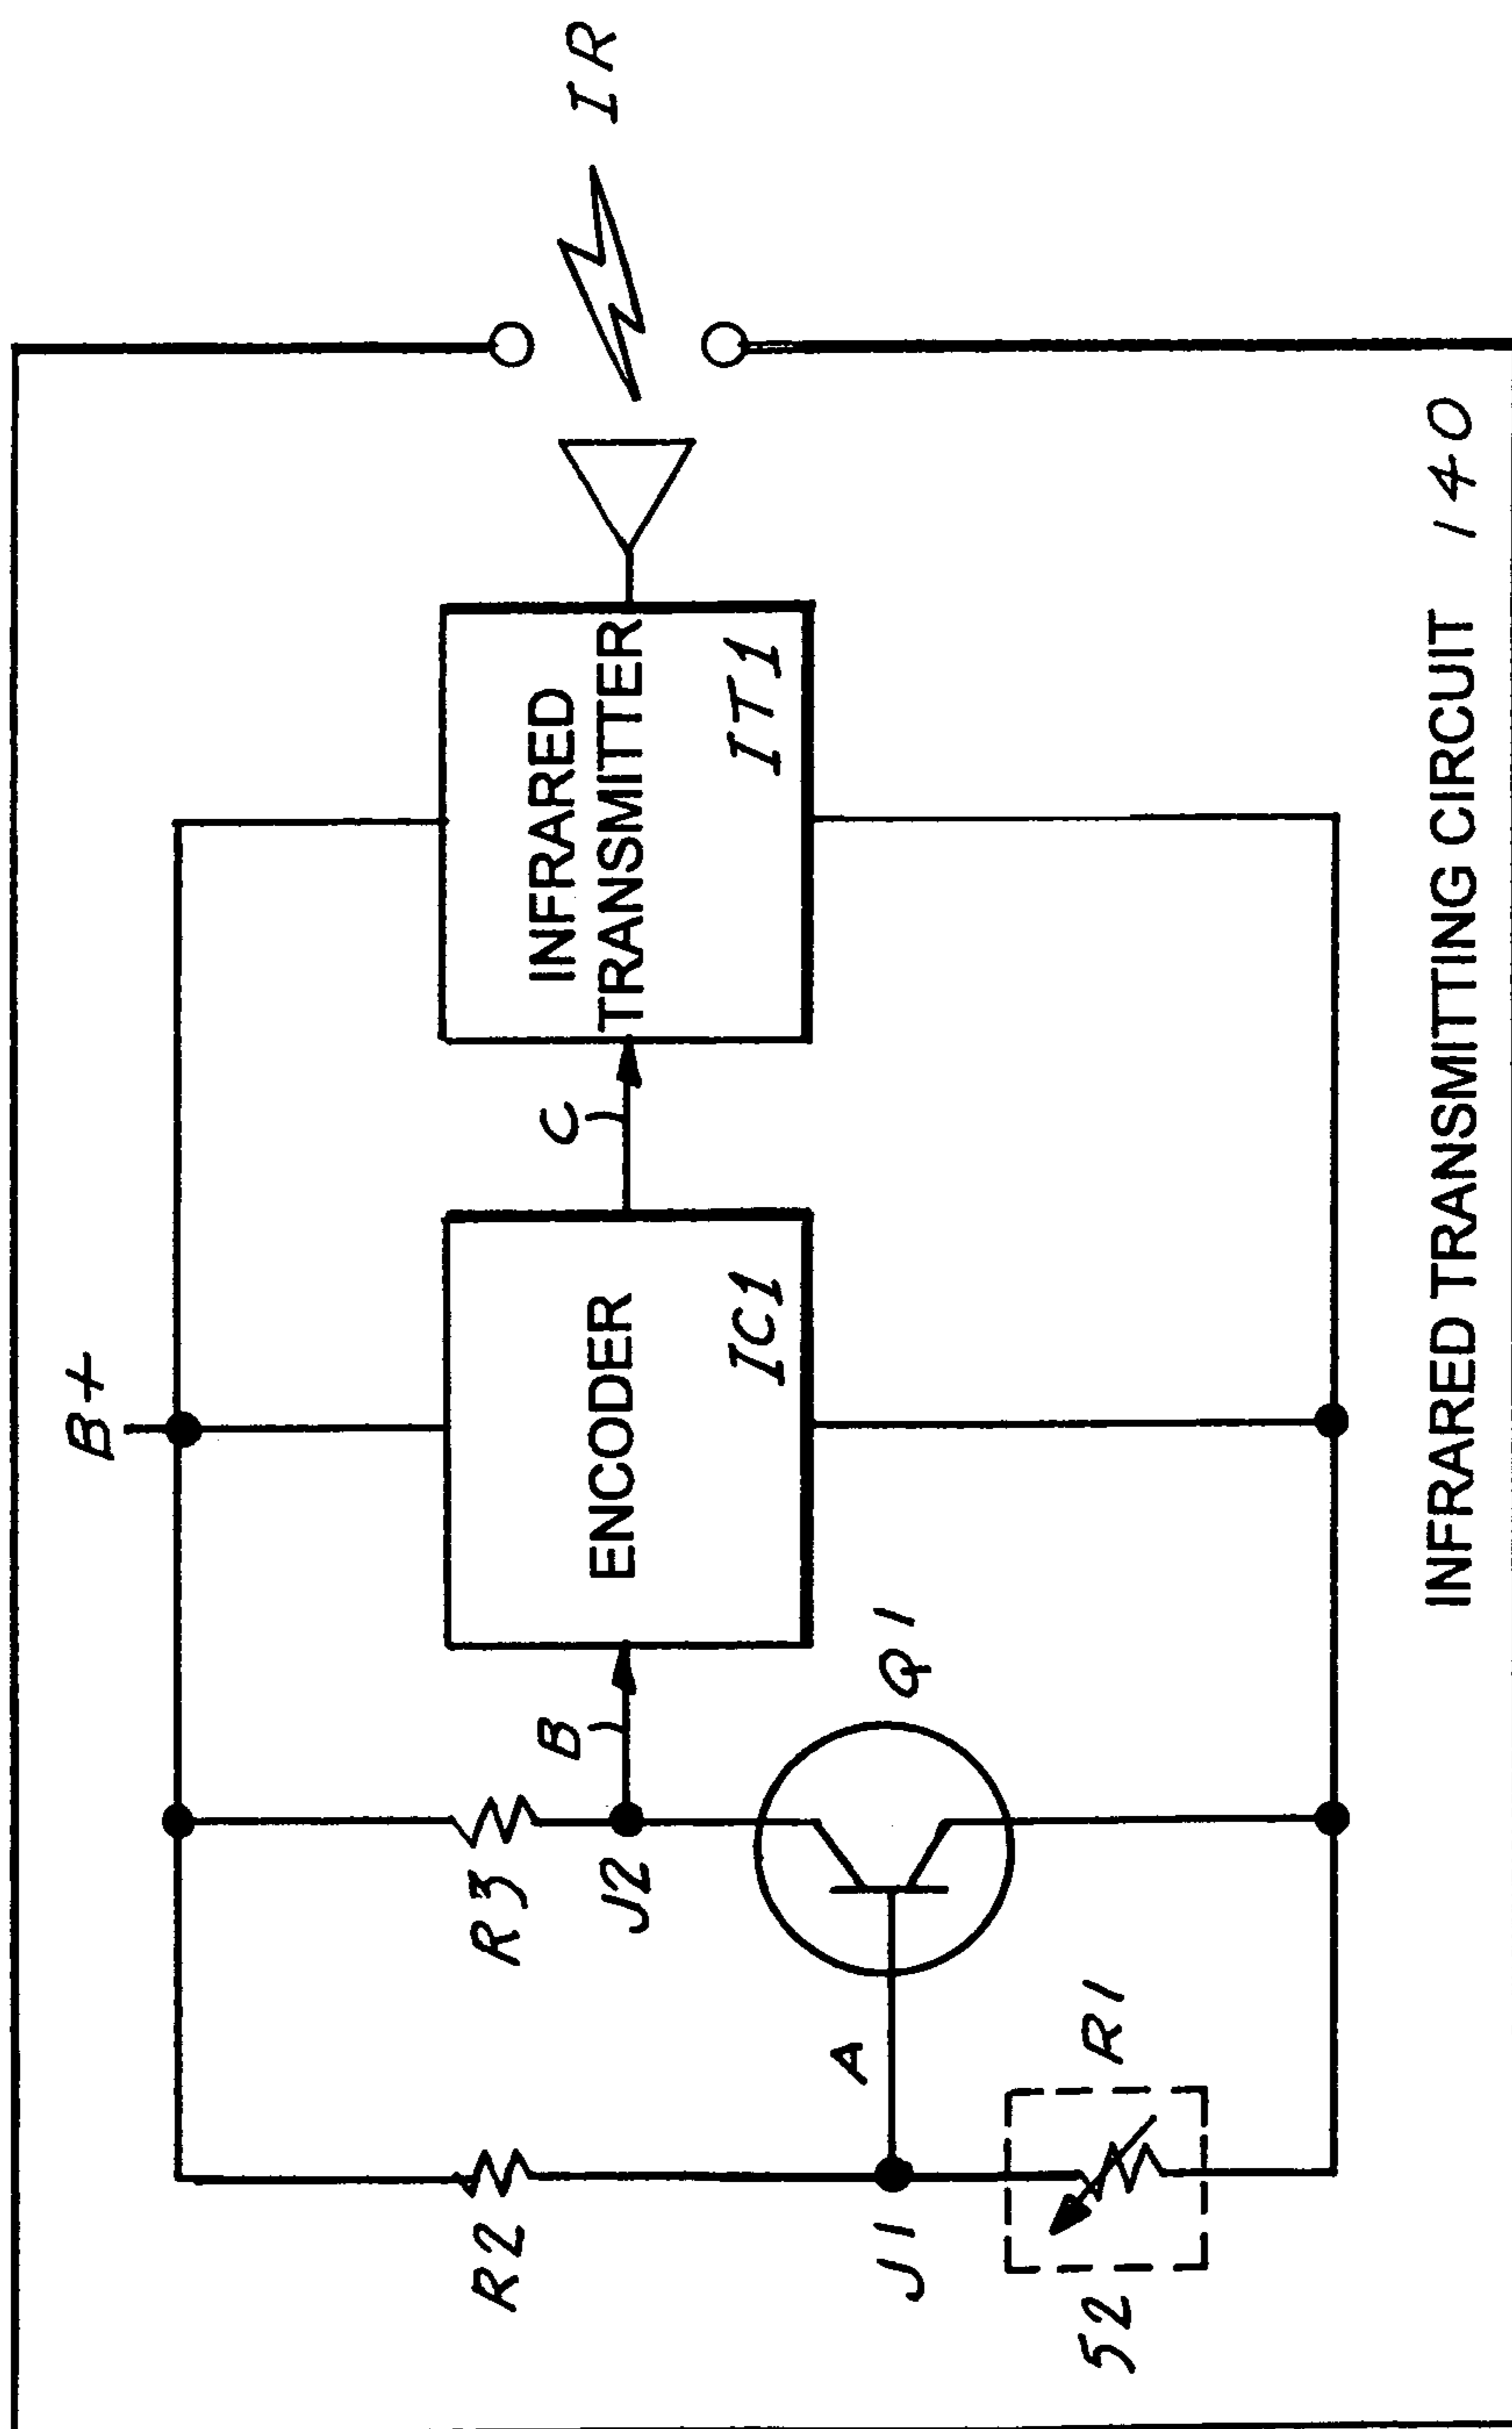 B+
IR
R3
B
C
R2
J2
ENCODER
IC1
INFRARED
TRANSMITTER
IT1
A
Q1
J1
52
R1
INFRARED TRANSMITTING CIRCUIT 140